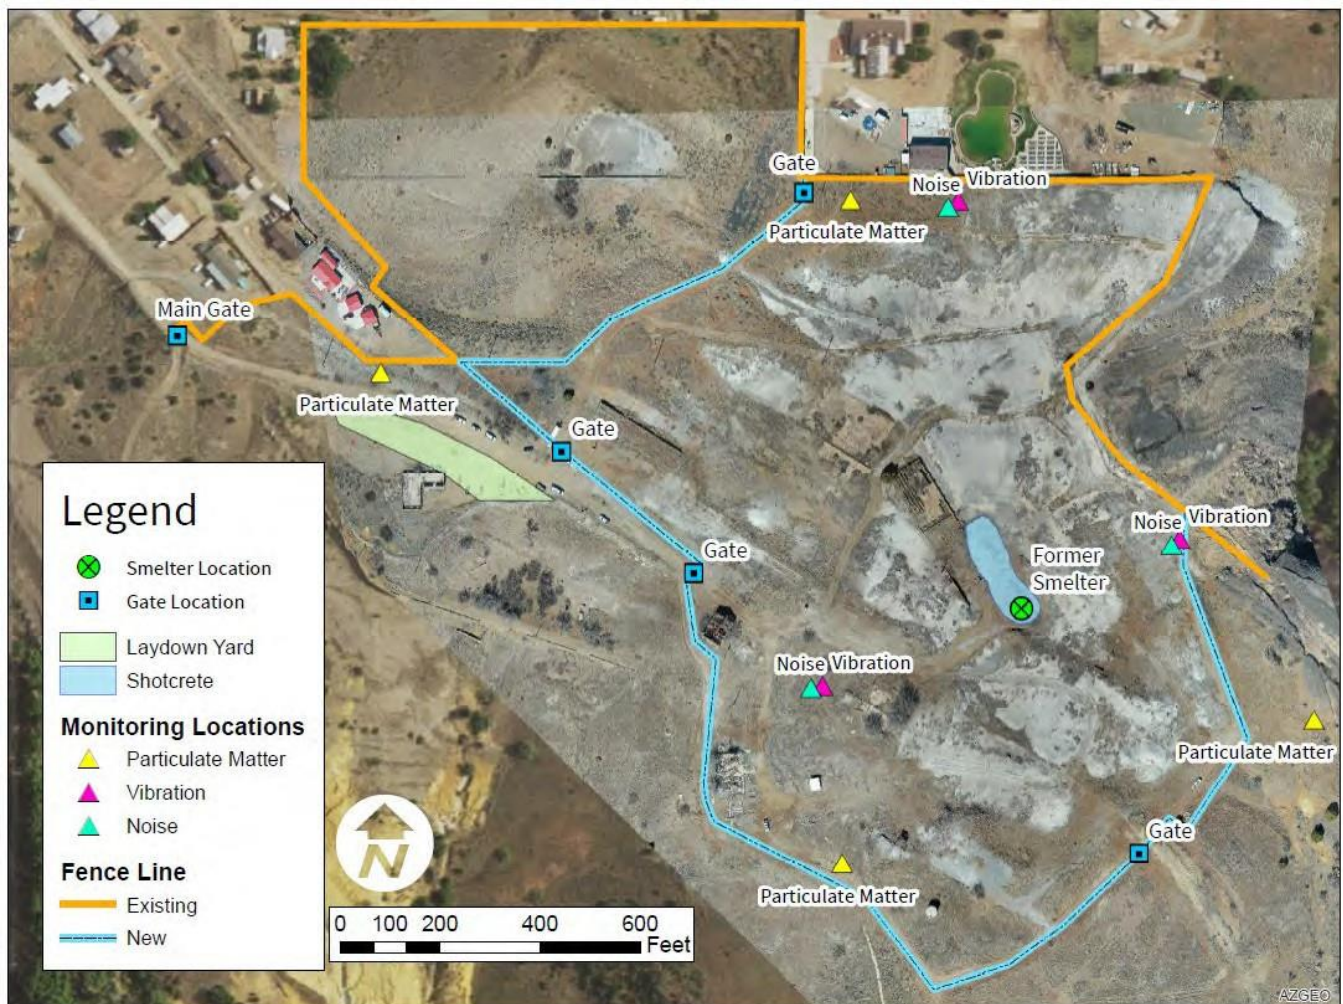 Gate
Noise
Vibration
Particulate Matter
Main Gate
Particulate Matter
Gate
Gate
Noise
Vibration
Former
Smelter
Noise
Vibration
Particulate Matter
Gate
Particulate Matter
Legend
Smelter Location
Gate Location
Laydown Yard
Shotcrete
Monitoring Locations
Particulate Matter
Vibration
Noise
Fence Line
Existing
New
N
0 100 200 400 600
Feet
AZGEO